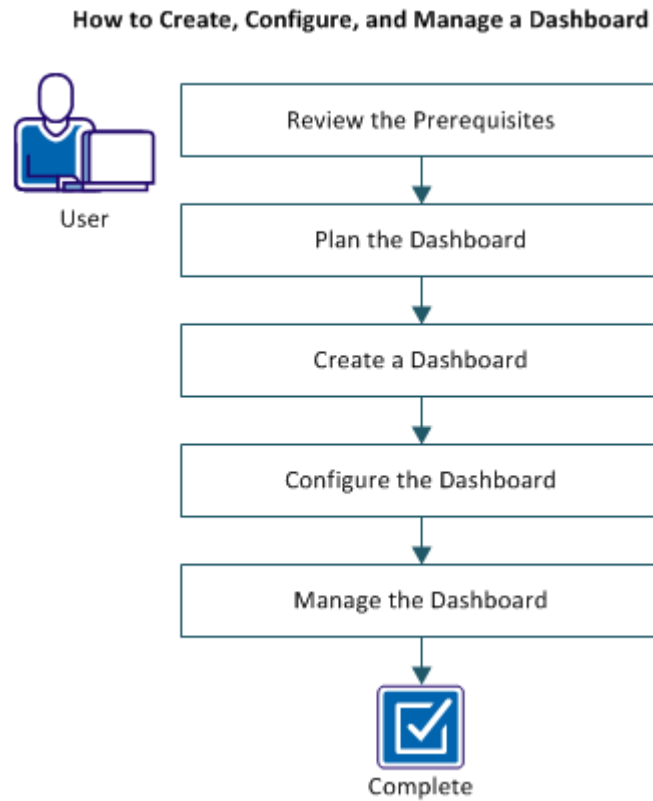 How to Create, Configure, and Manage a Dashboard
Review the Prerequisites
User
Plan the Dashboard
Create a Dashboard
Configure the Dashboard
Manage the Dashboard
Complete